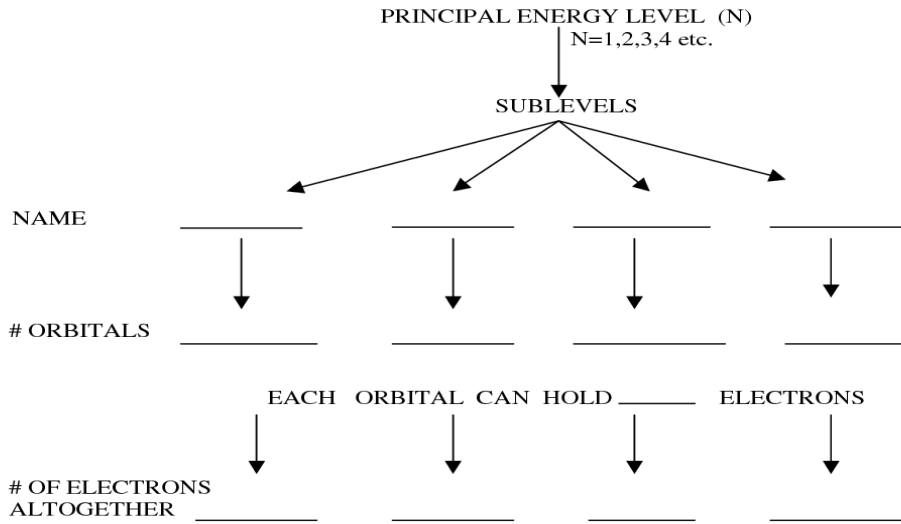 PRINCIPAL ENERGY LEVEL (N)
N=1,2,3,4 etc.
SUBLEVELS
NAME
# ORBITALS
EACH ORBITAL CAN HOLD ______ ELECTRONS
# OF ELECTRONS
ALTOGETHER